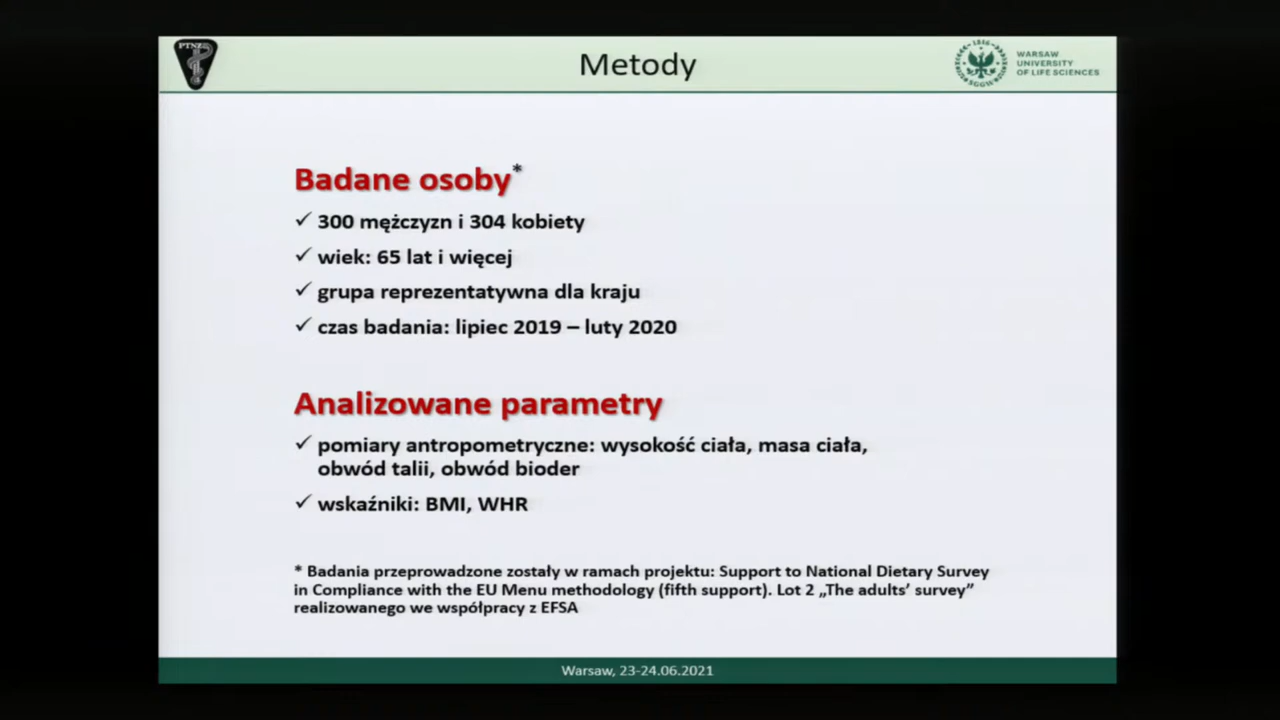 PTNŻ
Metody
WARSAW
UNIVERSITY
OF LIFE SCIENCES
1816
SGGW
Badane osoby*
✓ 300 mężczyzn i 304 kobiety
✓ wiek: 65 lat i więcej
✓ grupa reprezentatywna dla kraju
✓ czas badania: lipiec 2019 – luty 2020
Analizowane parametry
✓ pomiary antropometryczne: wysokość ciała, masa ciała,
obwód talii, obwód bioder
✓ wskaźniki: BMI, WHR
* Badania przeprowadzone zostały w ramach projektu: Support to National Dietary Survey
in Compliance with the EU Menu methodology (fifth support). Lot 2 „The adults’ survey”
realizowanego we współpracy z EFSA
Warsaw, 23-24.06.2021